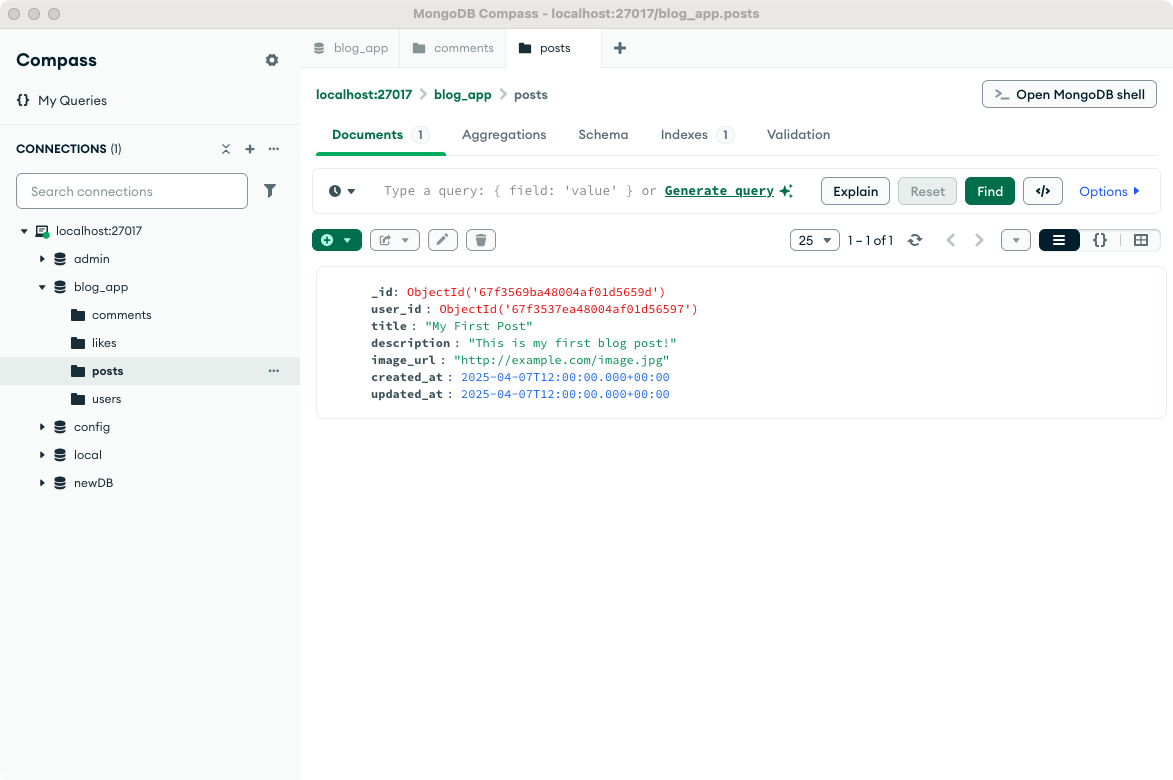 MongoDB Compass - localhost:27017/blog_app.posts
Compass
{} My Queries
CONNECTIONS (1)
Search connections
localhost:27017
admin
blog_app
comments
likes
posts
users
config
local
newDB
blog_app
comments
posts
localhost:27017 > blog_app > posts
>_ Open MongoDB shell
Documents 1
Aggregations
Schema
Indexes 1
Validation
Type a query: { field: 'value' } or Generate query
Explain
Reset
Find
</>
Options
25
1 – 1 of 1
{}
_id: ObjectId('67f3569ba48004af01d5659d')
user_id : ObjectId('67f3537ea48004af01d56597')
title : "My First Post"
description : "This is my first blog post!"
image_url : "http://example.com/image.jpg"
created_at : 2025-04-07T12:00:00.000+00:00
updated_at : 2025-04-07T12:00:00.000+00:00